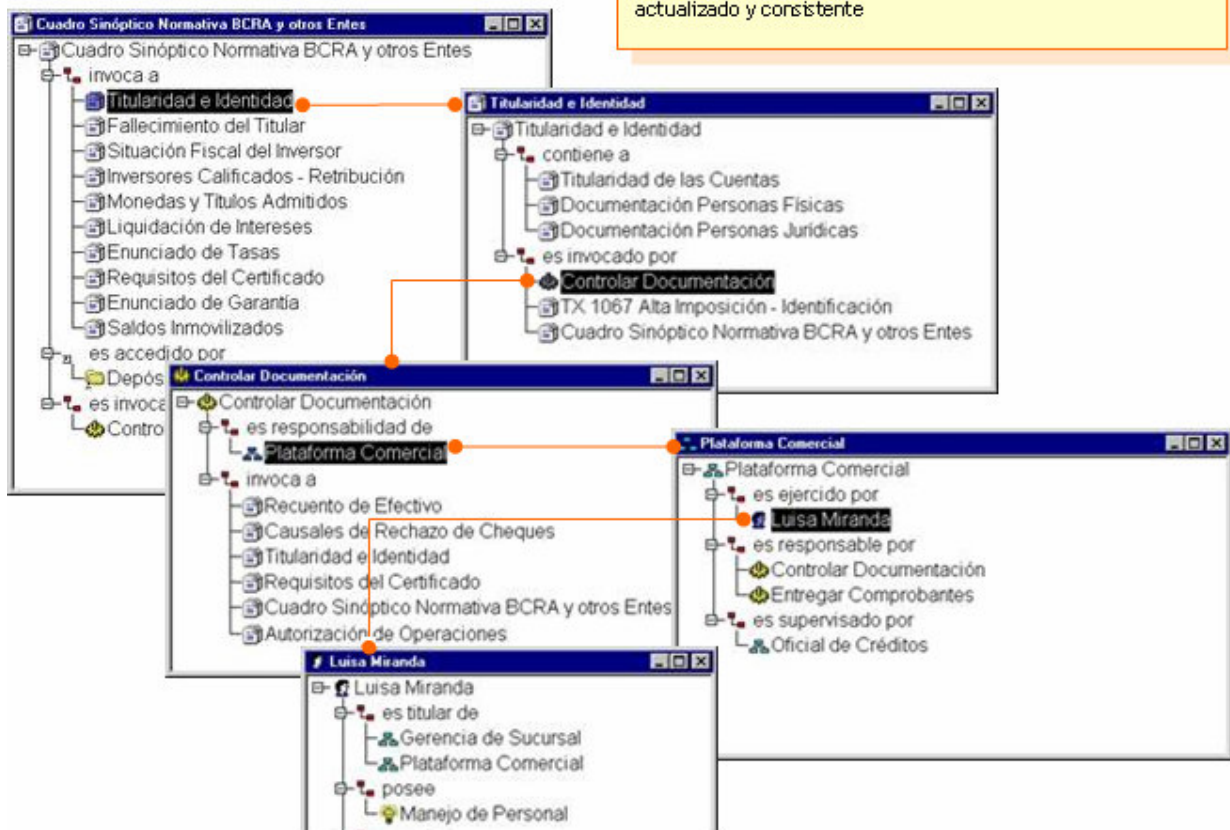 actualizado y consistente
Cuadro Sinóptico Normativa BCRA y otros Entes
Cuadro Sinóptico Normativa BCRA y otros Entes
invoca a
Titularidad e Identidad
Fallecimiento del Titular
Situación Fiscal del Inversor
Inversores Calificados - Retribución
Monedas y Titulos Admitidos
Liquidación de Intereses
Enunciado de Tasas
Requisitos del Certificado
Enunciado de Garantía
Saldos Inmovilizados
es accedido por
Depós
es invoca
Contro
Titularidad e Identidad
Titularidad e Identidad
contiene a
Titularidad de las Cuentas
Documentación Personas Físicas
Documentación Personas Jurídicas
es invocado por
Controlar Documentación
TX 1067 Alta Imposición - Identificación
Cuadro Sinóptico Normativa BCRA y otros Entes
Controlar Documentación
Controlar Documentación
es responsabilidad de
Plataforma Comercial
invoca a
Recuento de Efectivo
Causales de Rechazo de Cheques
Titularidad e Identidad
Requisitos del Certificado
Cuadro Sinóptico Normativa BCRA y otros Entes
Autorización de Operaciones
Plataforma Comercial
Plataforma Comercial
es ejercido por
Luisa Miranda
es responsable por
Controlar Documentación
Entregar Comprobantes
es supervisado por
Oficial de Créditos
Luisa Miranda
Luisa Miranda
es titular de
Gerencia de Sucursal
Plataforma Comercial
posee
Manejo de Personal